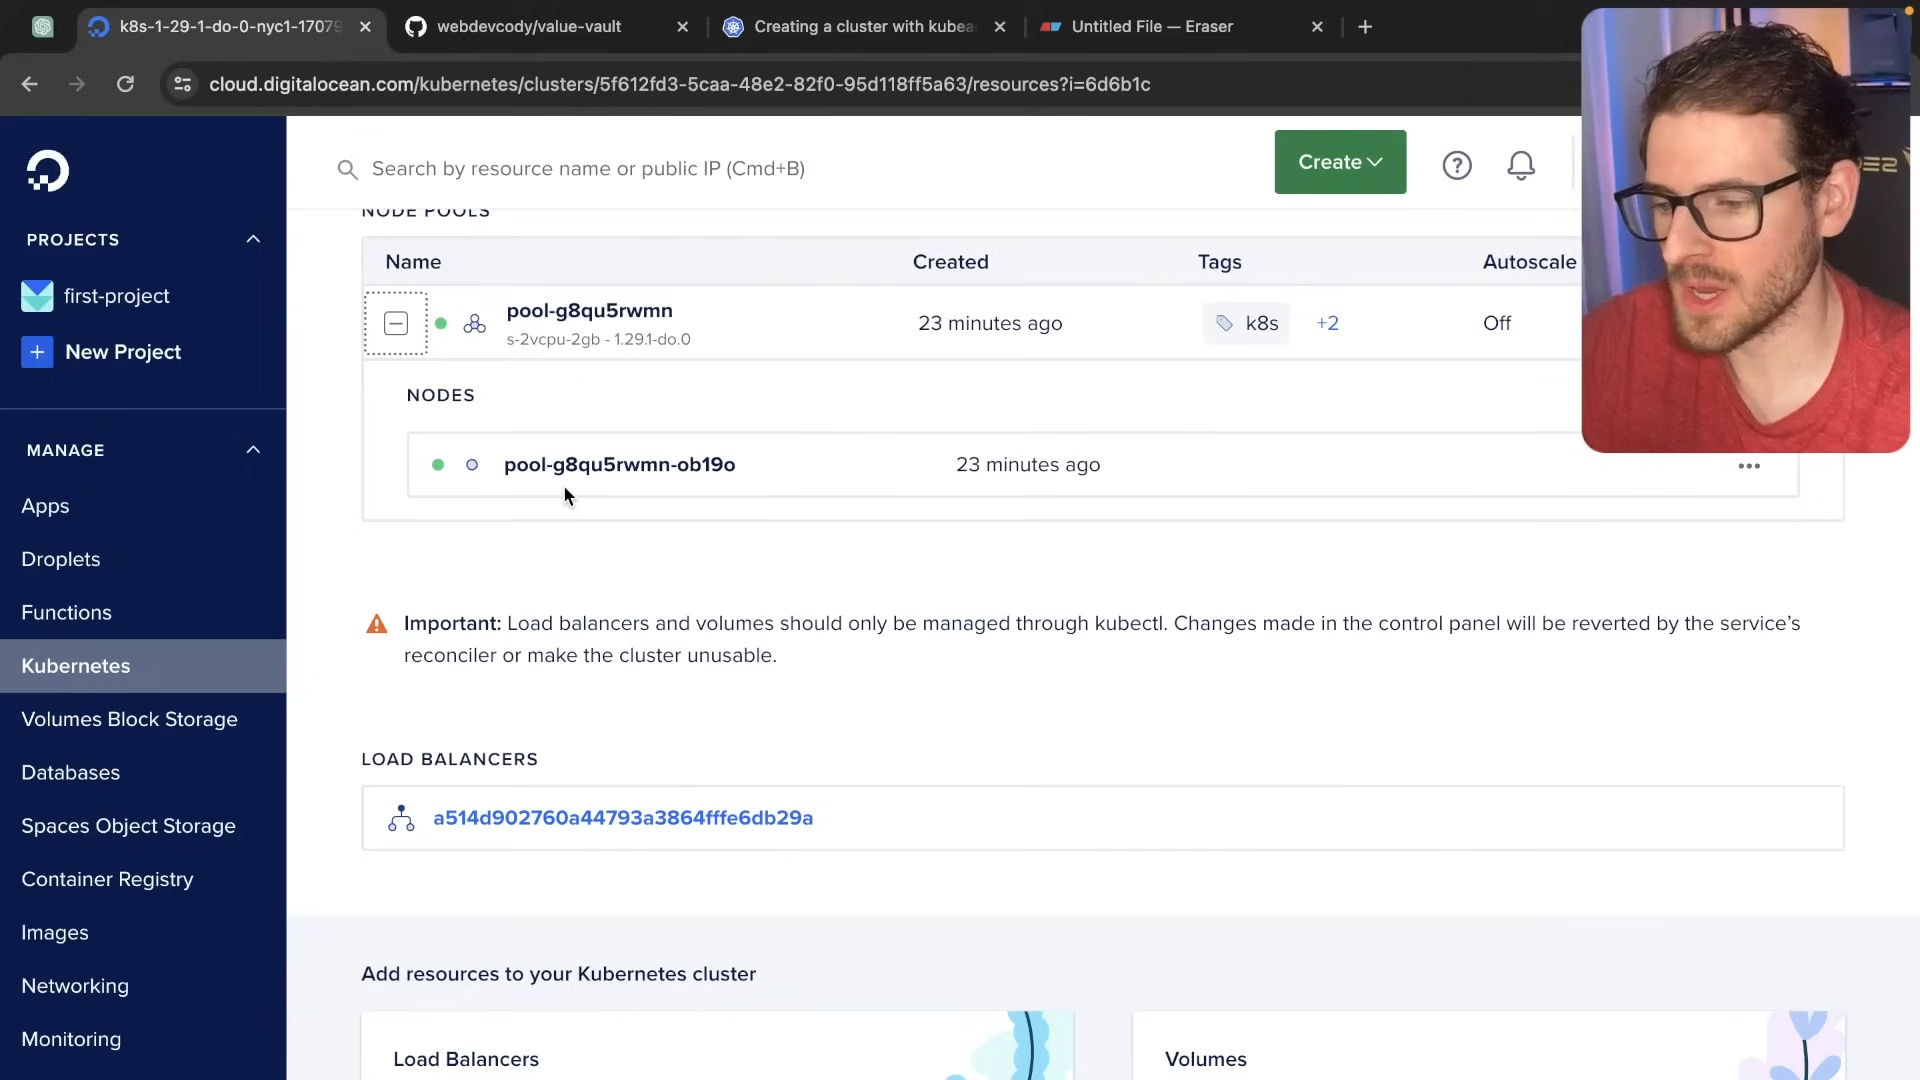 k8s-1-29-1-do-0-nyc1-1707
webdevcody/value-vault
Creating a cluster with kubea
Untitled File — Eraser
cloud.digitalocean.com/kubernetes/clusters/5f612fd3-5caa-48e2-82f0-95d118ff5a63/resources?i=6d6b1c
Search by resource name or public IP (Cmd+B)
Create
PROJECTS
first-project
New Project
MANAGE
Apps
Droplets
Functions
Kubernetes
Volumes Block Storage
Databases
Spaces Object Storage
Container Registry
Images
Networking
Monitoring
NODE POOLS
Name Created Tags Autoscale
pool-g8qu5rwmn
s-2vcpu-2gb - 1.29.1-do.0
23 minutes ago
k8s
+2
Off
NODES
pool-g8qu5rwmn-ob19o 23 minutes ago
Important: Load balancers and volumes should only be managed through kubectl. Changes made in the control panel will be reverted by the service’s
reconciler or make the cluster unusable.
LOAD BALANCERS
a514d902760a44793a3864fffe6db29a
Add resources to your Kubernetes cluster
Load Balancers
Volumes